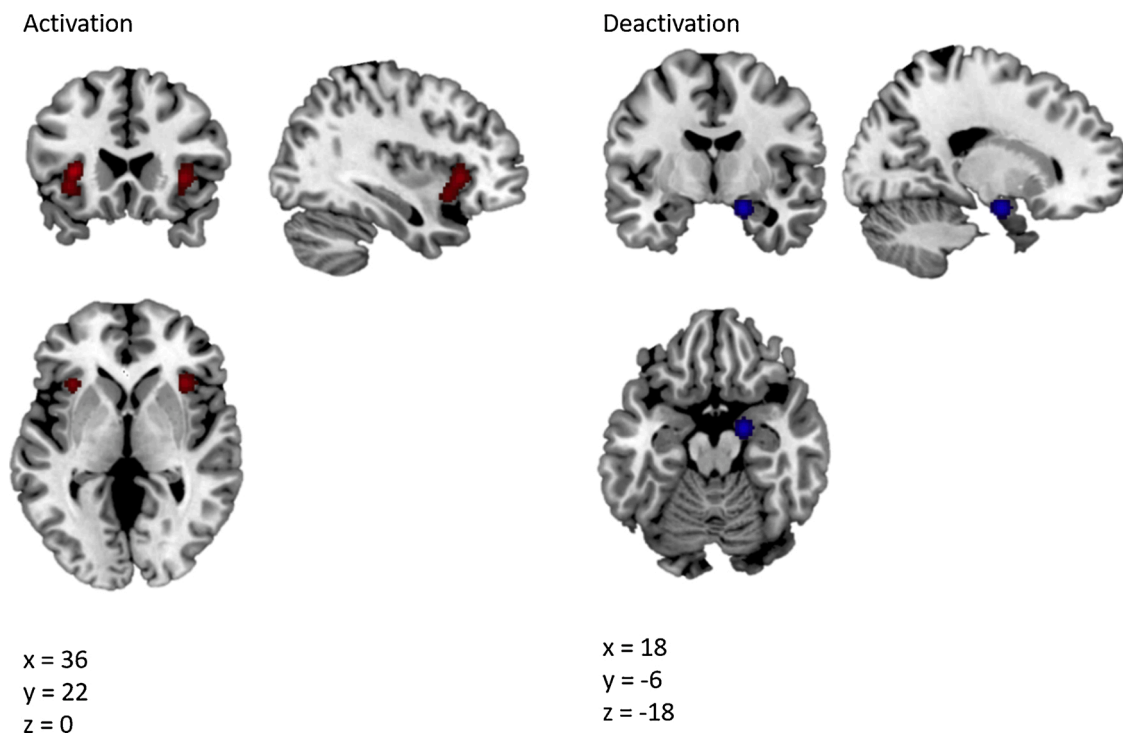 Activation
Deactivation
x = 36
y = 22
z = 0
x = 18
y = -6
z = -18